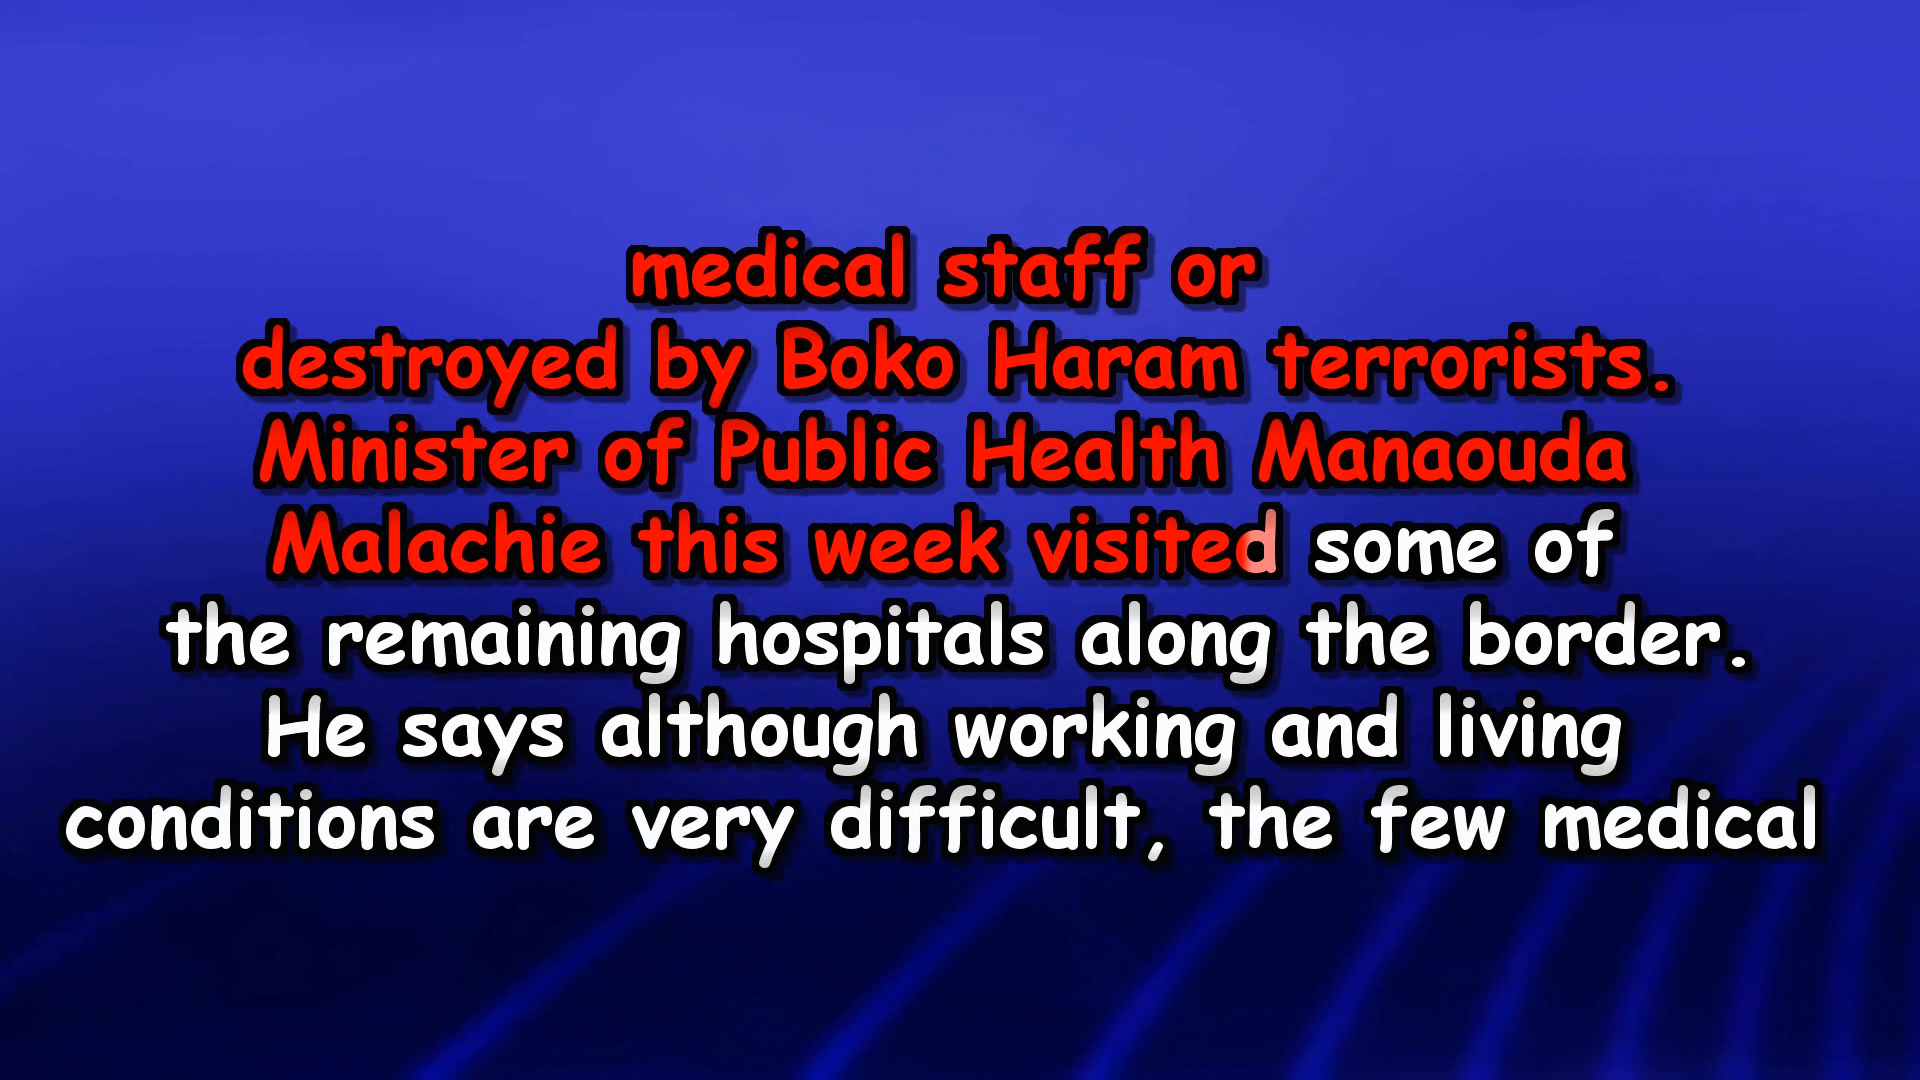 medical staff or
destroyed by Boko Haram terrorists.
Minister of Public Health Manaouda
Malachie this week visited some of
the remaining hospitals along the border.
He says although working and living
conditions are very difficult, the few medical